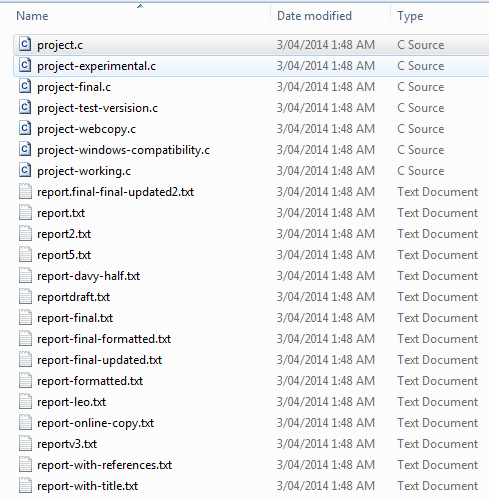 Name Date modified Type
project.c 3/04/2014 1:48 AM C Source
project-experimental.c 3/04/2014 1:48 AM C Source
project-final.c 3/04/2014 1:48 AM C Source
project-test-versision.c 3/04/2014 1:48 AM C Source
project-webcopy.c 3/04/2014 1:48 AM C Source
project-windows-compatibility.c 3/04/2014 1:48 AM C Source
project-working.c 3/04/2014 1:48 AM C Source
report.final-final-updated2.txt 3/04/2014 1:48 AM Text Document
report.txt 3/04/2014 1:48 AM Text Document
report2.txt 3/04/2014 1:48 AM Text Document
report5.txt 3/04/2014 1:48 AM Text Document
report-davy-half.txt 3/04/2014 1:48 AM Text Document
reportdraft.txt 3/04/2014 1:48 AM Text Document
report-final.txt 3/04/2014 1:48 AM Text Document
report-final-formatted.txt 3/04/2014 1:48 AM Text Document
report-final-updated.txt 3/04/2014 1:48 AM Text Document
report-formatted.txt 3/04/2014 1:48 AM Text Document
report-leo.txt 3/04/2014 1:48 AM Text Document
report-online-copy.txt 3/04/2014 1:48 AM Text Document
reportv3.txt 3/04/2014 1:48 AM Text Document
report-with-references.txt 3/04/2014 1:48 AM Text Document
report-with-title.txt 3/04/2014 1:48 AM Text Document